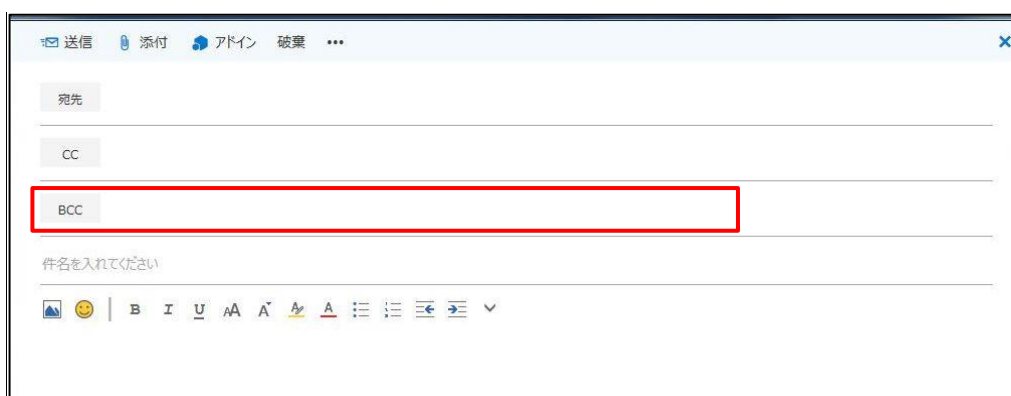 送信 添付 アドイン 破棄 •••
宛先
CC
BCC
件名を入れてください
B I U AA A A A